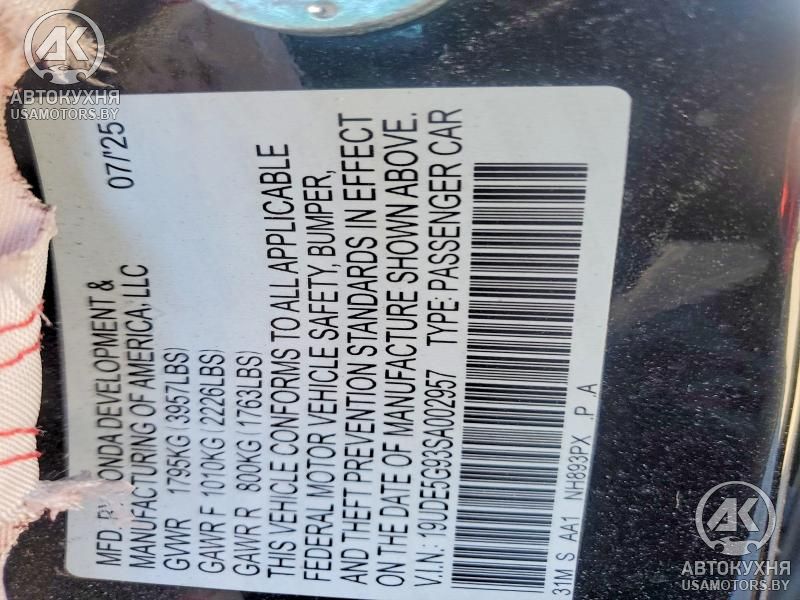 AK
АВТОКУХНЯ
USAMOTORS.BY
MFD. BY HONDA DEVELOPMENT &
MANUFACTURING OF AMERICA, LLC 07/'25
GVWR 1795KG(3957LBS)
GAWR F 1010KG(2226LBS)
GAWR R 800KG(1763LBS)
THIS VEHICLE CONFORMS TO ALL APPLICABLE
FEDERAL MOTOR VEHICLE SAFETY, BUMPER,
AND THEFT PREVENTION STANDARDS IN EFFECT
ON THE DATE OF MANUFACTURE SHOWN ABOVE.
V.I.N.: 19UDE5G93SA002957 TYPE: PASSENGER CAR
31M S AA1 NH893PX .P .A
AK
АВТОКУХНЯ
USAMOTORS.BY